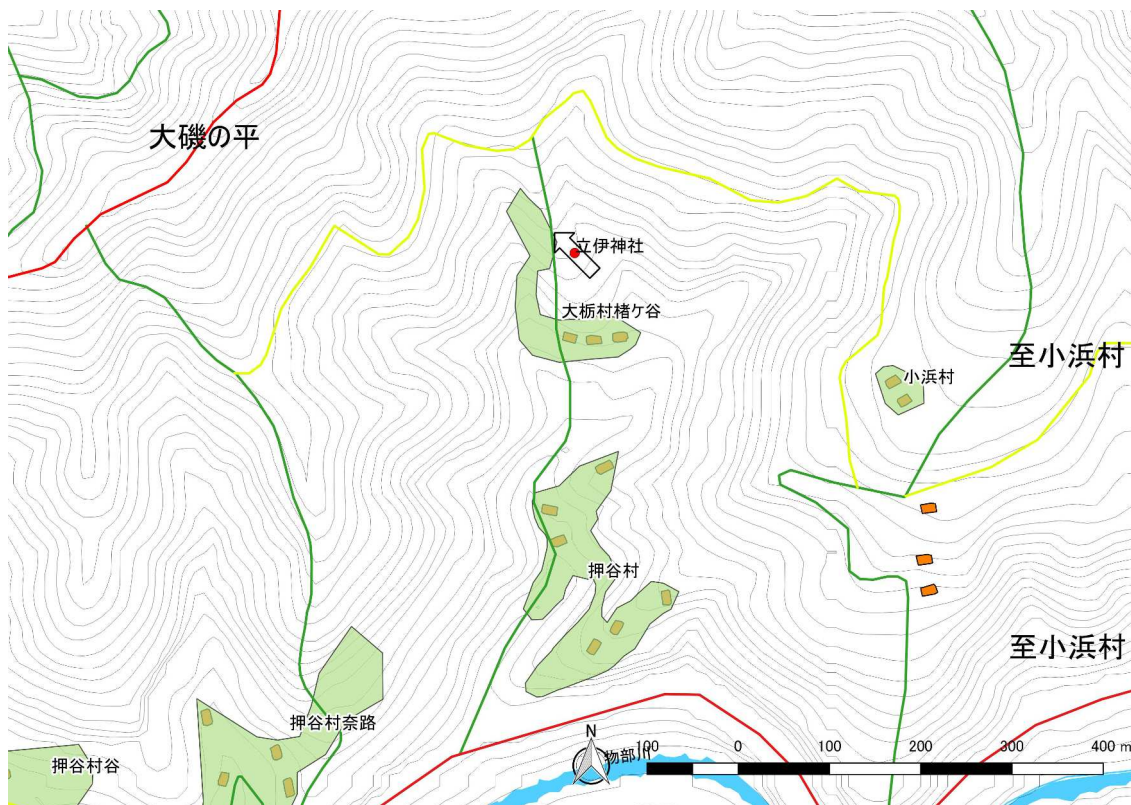 大磯の平
立伊神社
大栃村楮ケ谷
至小浜村
小浜村
押谷村
至小浜村
押谷村奈路
押谷村谷
N
物部川
100 0 100 200 300 400 m